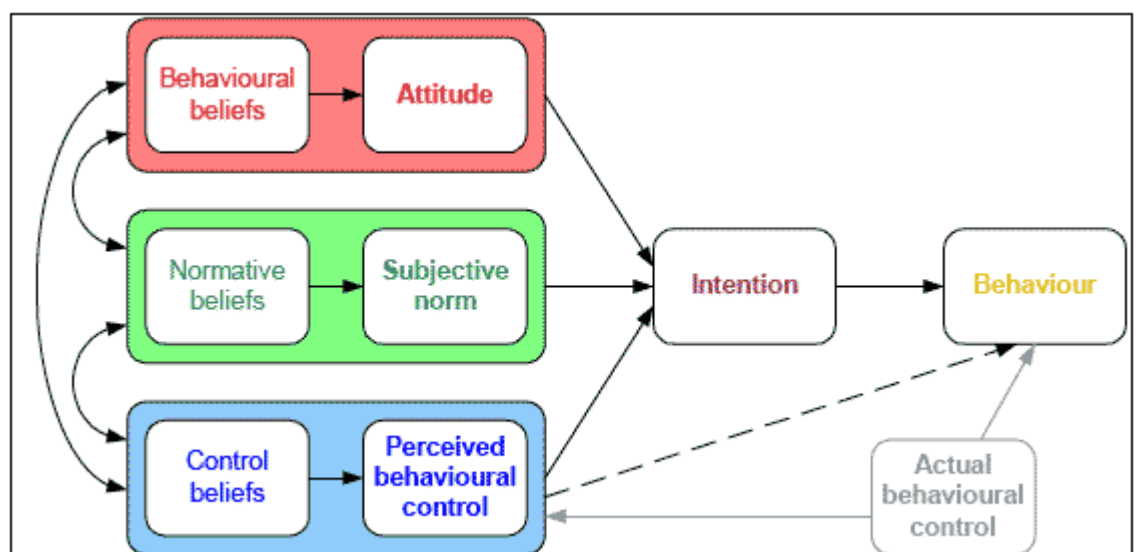 Behavioural
beliefs
Attitude
Normative
beliefs
Subjective
norm
Intention
Behaviour
Control
beliefs
Perceived
behavioural
control
Actual
behavioural
control